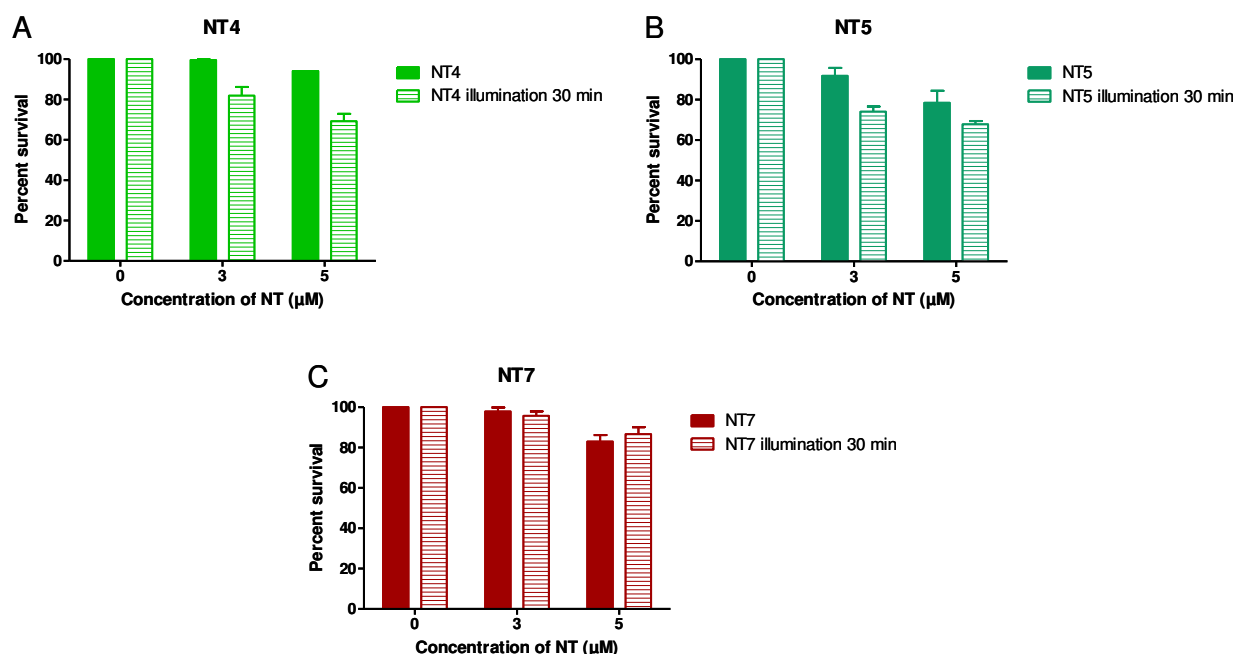 A
NT4
Percent survival
100
80
60
40
20
0
0 3 5
Concentration of NT (µM)
NT4
NT4 illumination 30 min
B
NT5
Percent survival
100
80
60
40
20
0
0 3 5
Concentration of NT (µM)
NT5
NT5 illumination 30 min
C
NT7
Percent survival
100
80
60
40
20
0
0 3 5
Concentration of NT (µM)
NT7
NT7 illumination 30 min